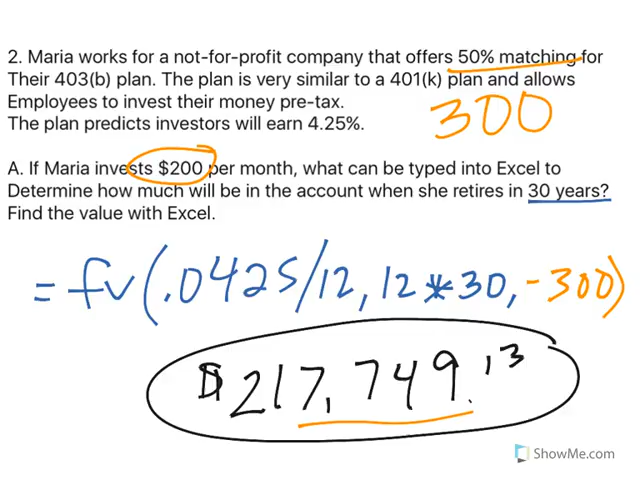 2. Maria works for a not-for-profit company that offers 50% matching for
Their 403(b) plan. The plan is very similar to a 401(k) plan and allows
Employees to invest their money pre-tax.
The plan predicts investors will earn 4.25%.
300
A. If Maria invests $200 per month, what can be typed into Excel to
Determine how much will be in the account when she retires in 30 years?
Find the value with Excel.
= fv(.0425/12, 12*30, -300)
$217,749.13
ShowMe.com